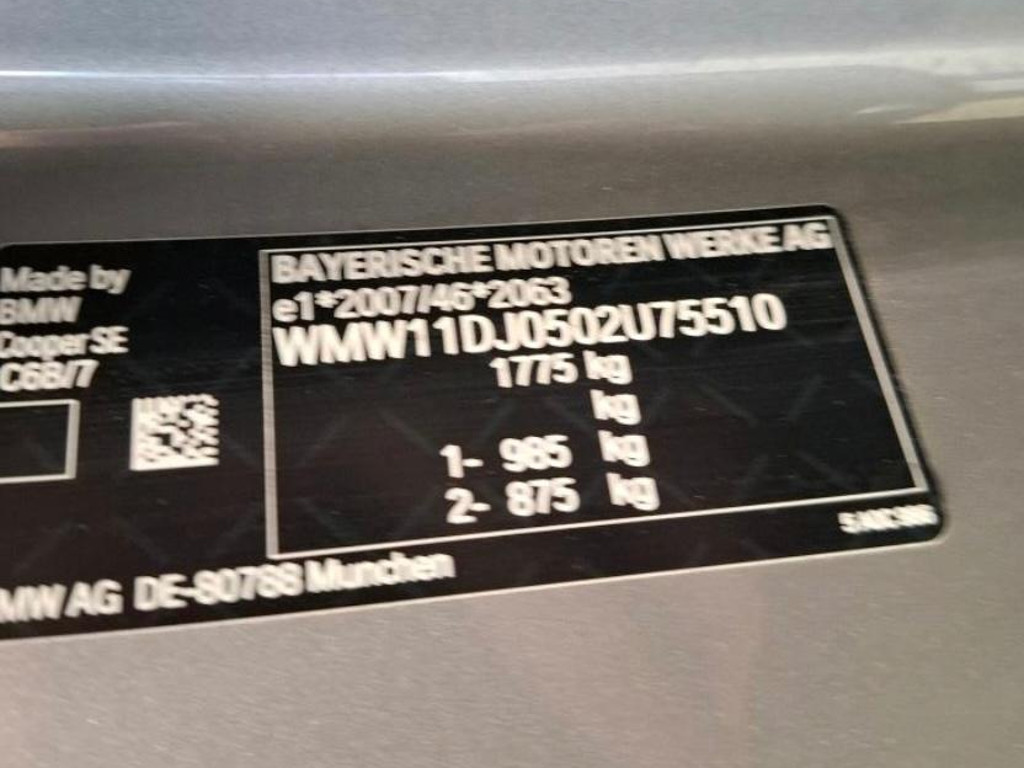 Made by
BMW
Cooper SE
C68/7
BAYERISCHE MOTOREN WERKE AG
e1*2007/46*2063
WMW11DJ0502U75510
1775 kg
kg
1- 985 kg
2- 875 kg
MW AG DE-80788 Munchen